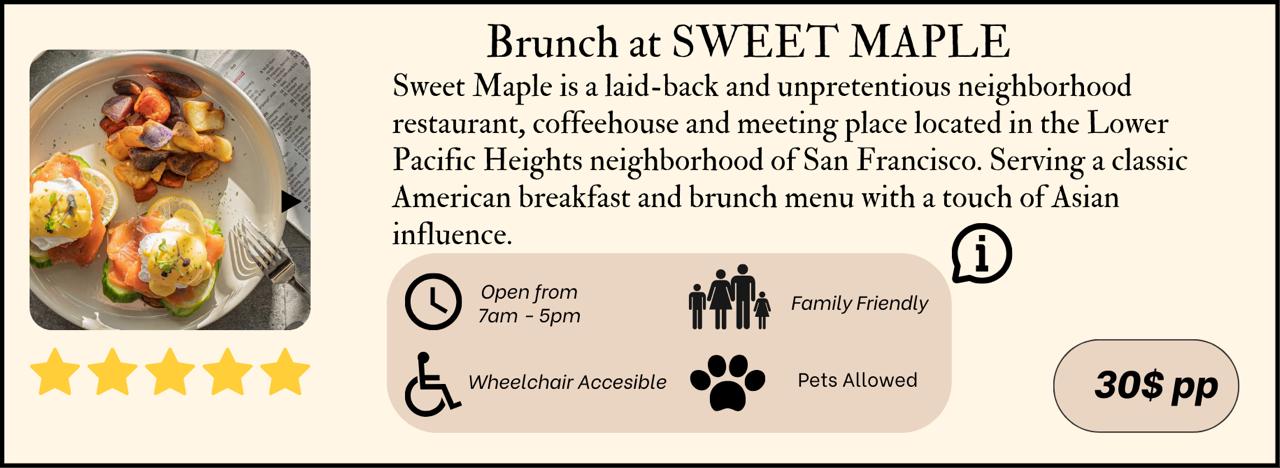 Brunch at SWEET MAPLE
Sweet Maple is a laid-back and unpretentious neighborhood
restaurant, coffeehouse and meeting place located in the Lower
Pacific Heights neighborhood of San Francisco. Serving a classic
American breakfast and brunch menu with a touch of Asian
influence.
Open from
7am - 5pm
Family Friendly
Wheelchair Accesible
Pets Allowed
30$ pp